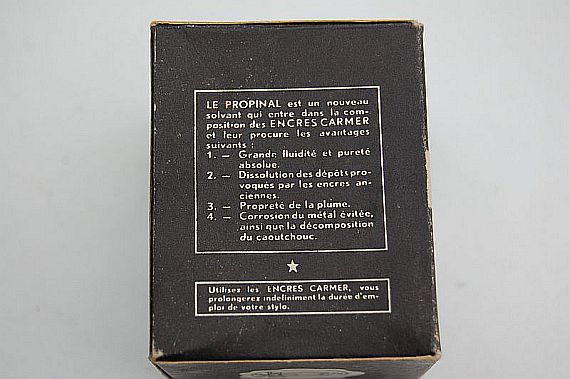 LE PROPINAL est un nouveau
solvant qui entre dans la com-
position des ENCRES CARMER
et leur procure les avantages
suivants :
1. — Grande fluidité et pureté
absolue.
2. — Dissolution des dépôts pro-
voqués par les encres an-
ciennes.
3. — Propreté de la plume.
4. — Corrosion du métal évitée,
ainsi que la décomposition
du caoutchouc.
Utilisez les ENCRES CARMER, vous
prolongerez indéfiniment la durée d'em-
ploi de votre stylo.